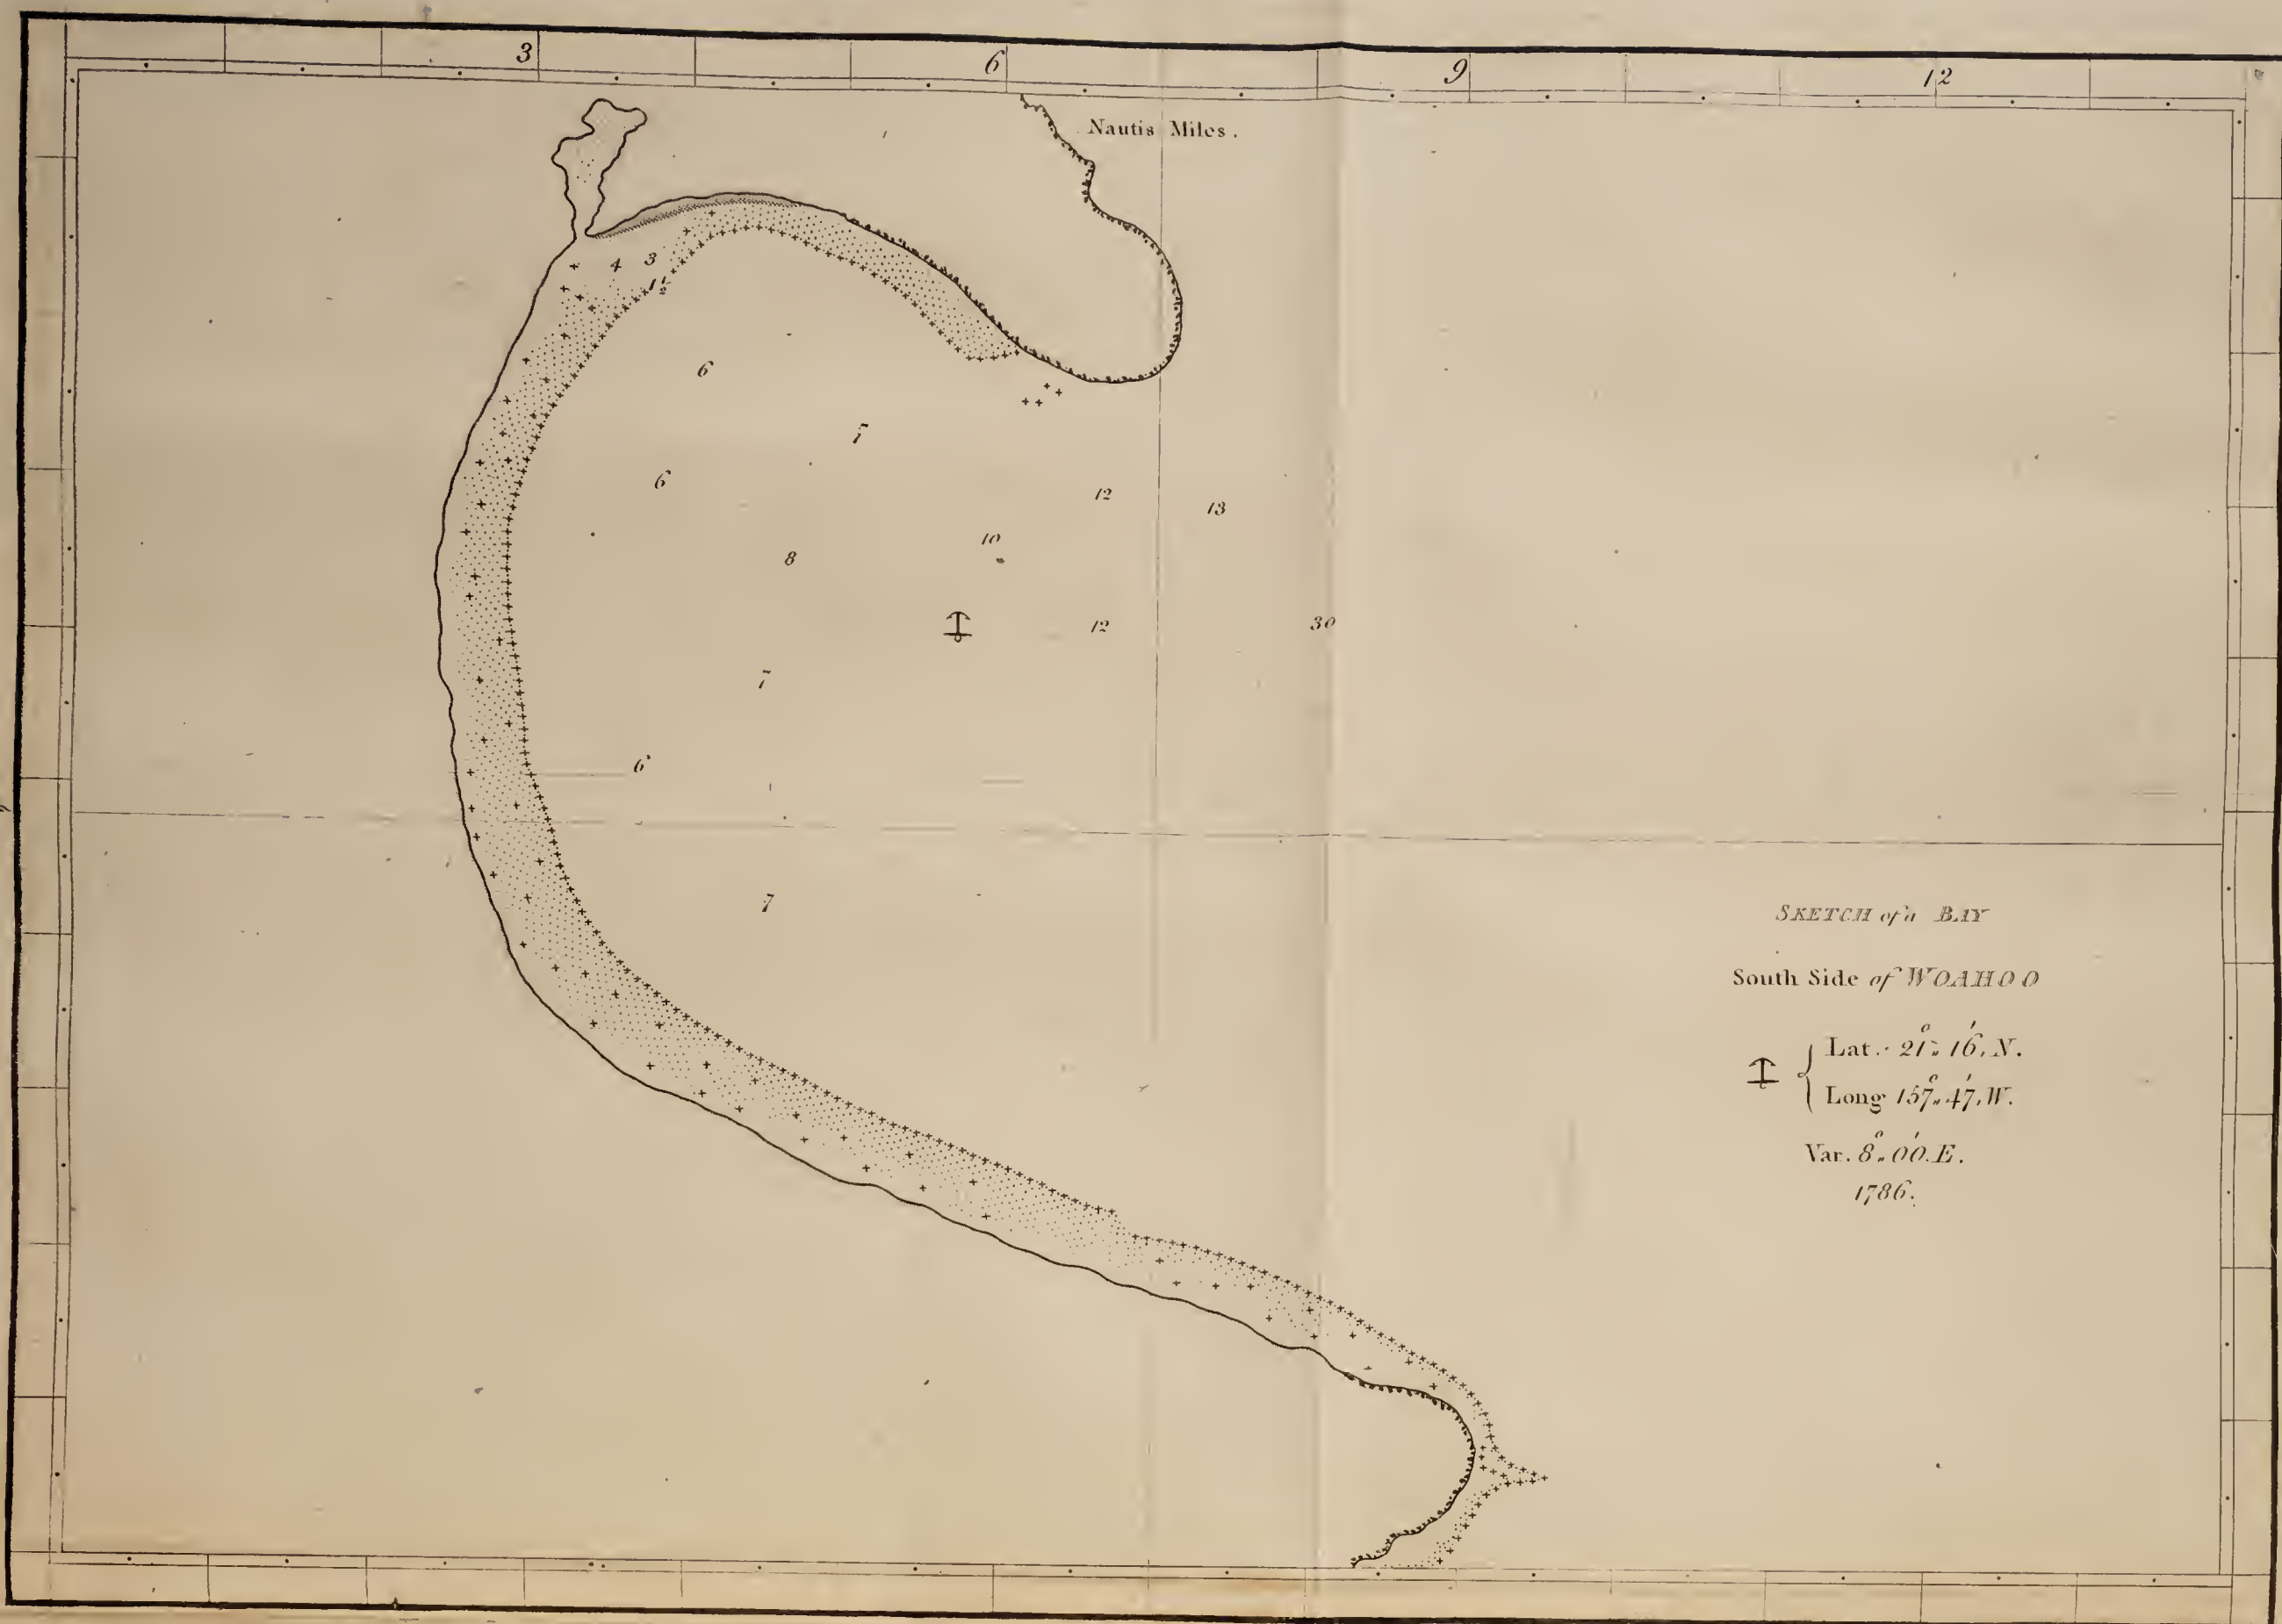 3 6 9 12
Nautis Miles.
4 3
1½
6
7
6
12
13
10
8
12 30
7
6
7
SKETCH of a BAY
South Side of WOAHOO
Lat. 21°. 16'. N.
Long 157°. 47'. W.
Var. 8°. 00'. E.
1786.